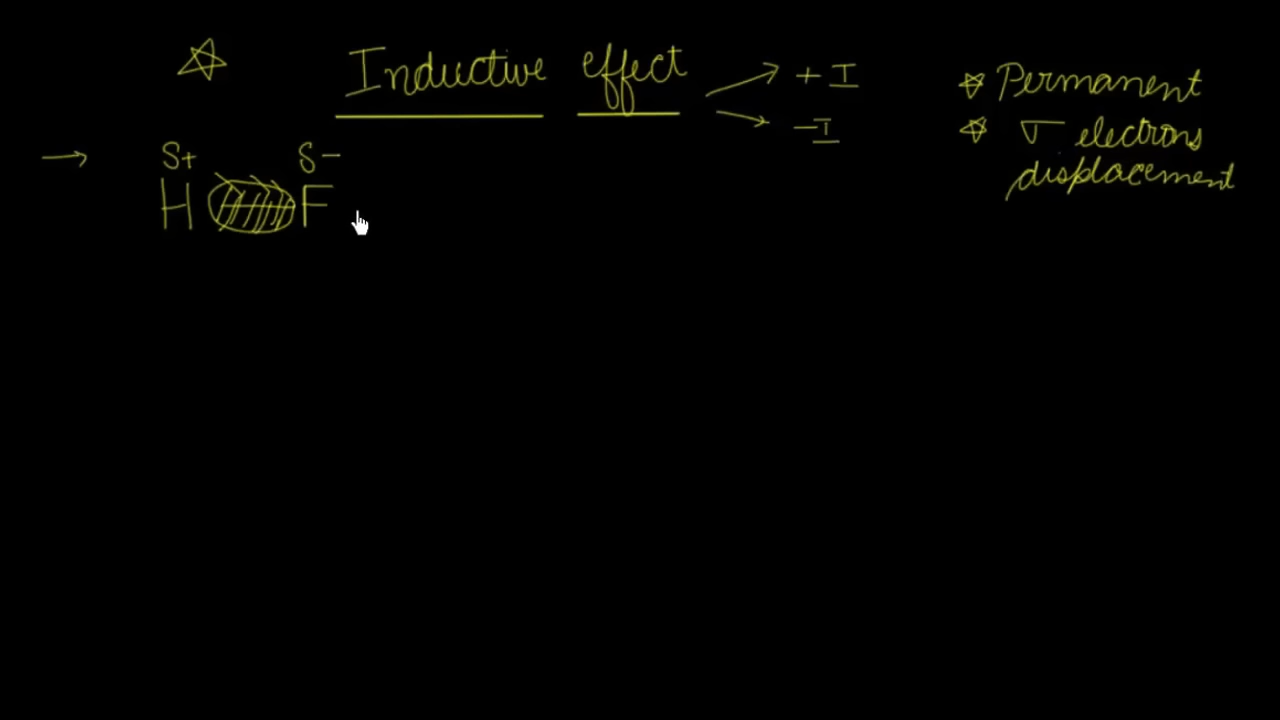 Inductive effect
+ I
- I
Permanent
σ electrons
displacement
δ+ δ-
H F